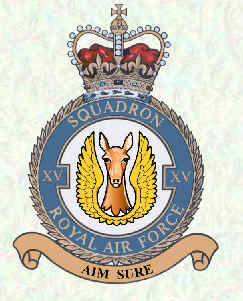 SQUADRON
XV XV
ROYAL AIR FORCE
AIM SURE